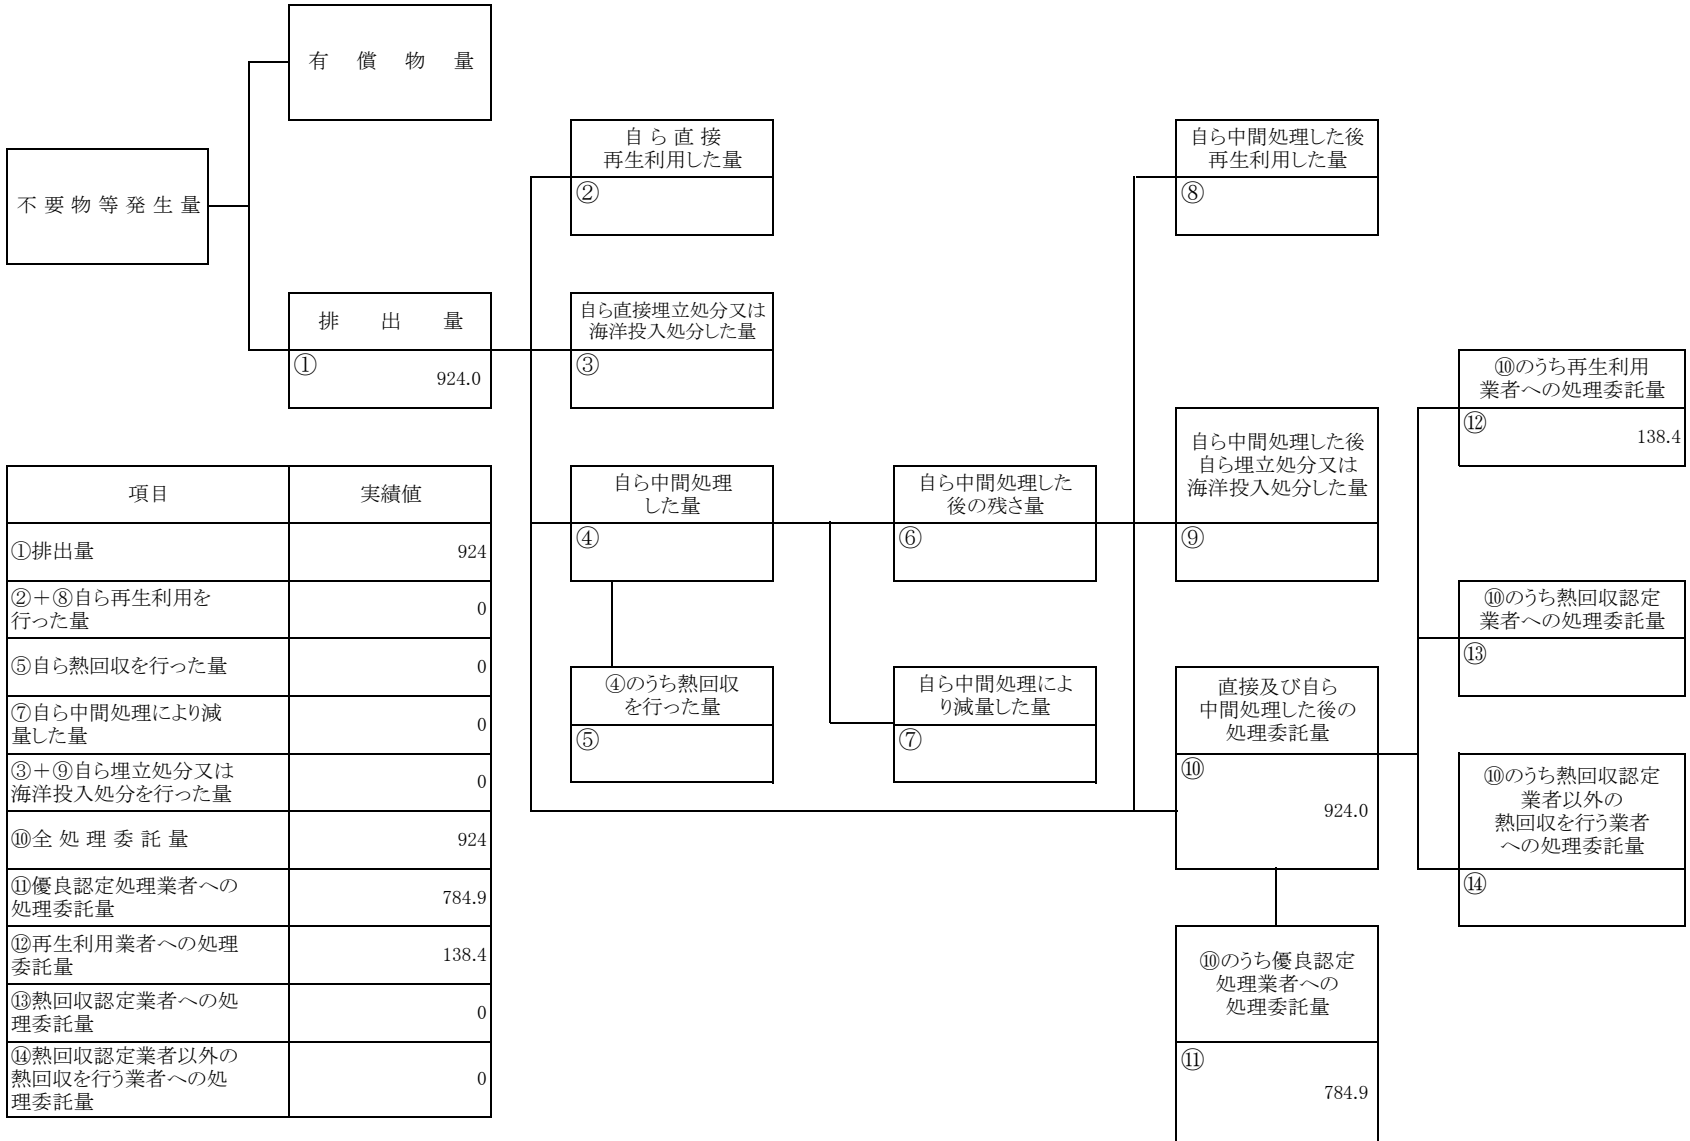 有償物量
自ら直接
再生利用した量
②
自ら中間処理した後
再生利用した量
⑧
不要物等発生量
排出量
①
924.0
自ら直接埋立処分又は
海洋投入処分した量
③
⑩のうち再生利用
業者への処理委託量
⑫
138.4
自ら中間処理した後
自ら埋立処分又は
海洋投入処分した量
⑨
自ら中間処理
した量
④
自ら中間処理した
後の残さ量
⑥
⑩のうち熱回収認定
業者への処理委託量
⑬
④のうち熱回収
を行った量
⑤
自ら中間処理によ
り減量した量
⑦
直接及び自ら
中間処理した後の
処理委託量
⑩
924.0
⑩のうち熱回収認定
業者以外の
熱回収を行う業者
への処理委託量
⑭
⑩のうち優良認定
処理業者への
処理委託量
⑪
784.9
項目 実績値
①排出量 924
②＋⑧自ら再生利用を
行った量 0
⑤自ら熱回収を行った量 0
⑦自ら中間処理により減
量した量 0
③＋⑨自ら埋立処分又は
海洋投入処分を行った量 0
⑩全処理委託量 924
⑪優良認定処理業者への
処理委託量 784.9
⑫再生利用業者への処理
委託量 138.4
⑬熱回収認定業者への処
理委託量 0
⑭熱回収認定業者以外の
熱回収を行う業者への処
理委託量 0